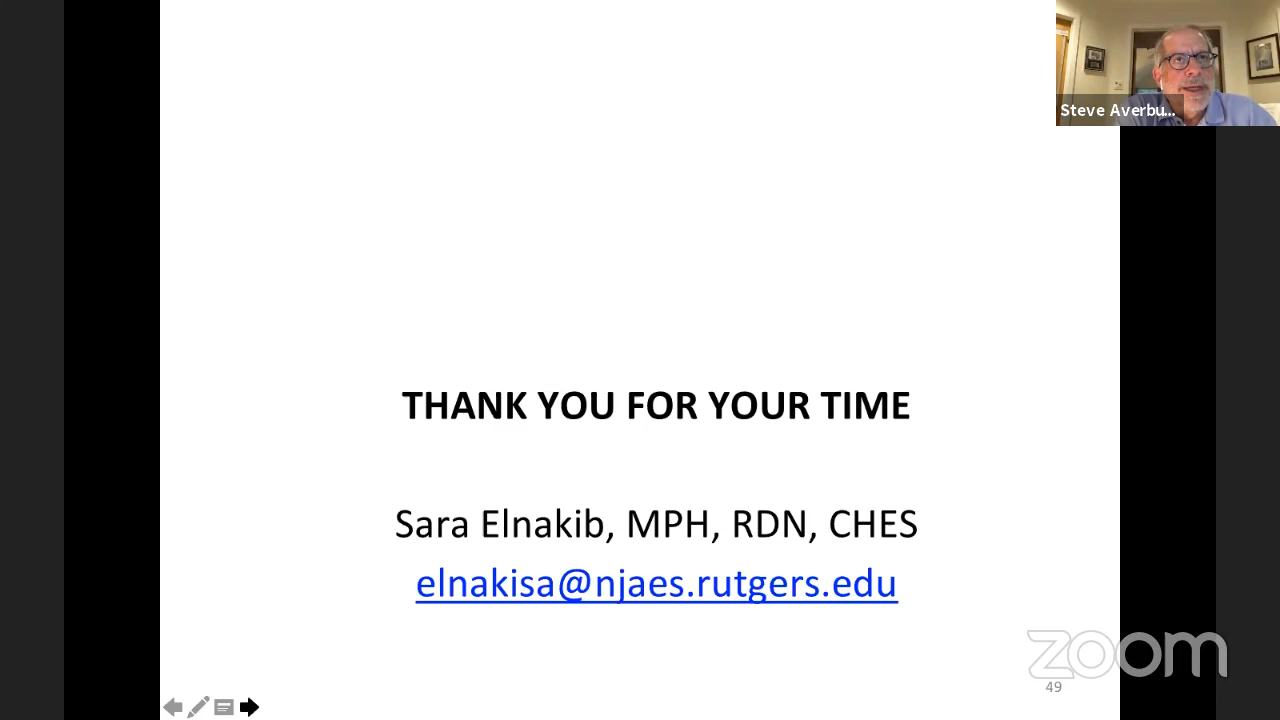 Steve Averbu...
THANK YOU FOR YOUR TIME
Sara Elnakib, MPH, RDN, CHES
elnakisa@njaes.rutgers.edu
zoom
49